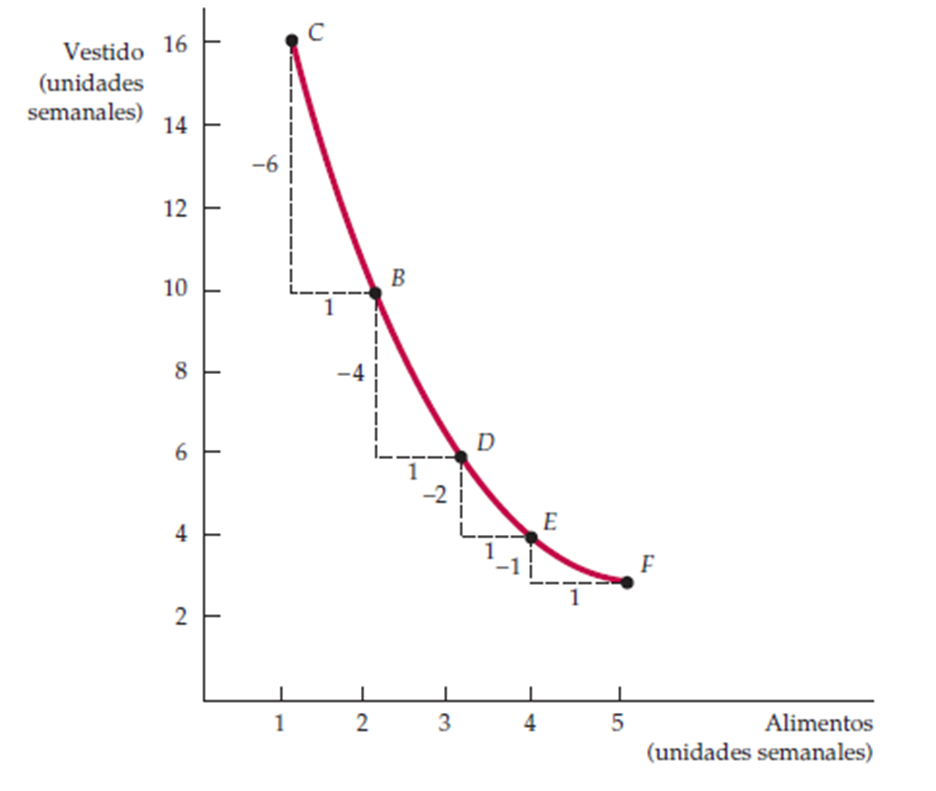 Vestido
(unidades
semanales)
16
14
12
10
8
6
4
2
C
–6
1
B
–4
1
D
–2
1
E
–1
1
F
1 2 3 4 5
Alimentos
(unidades semanales)